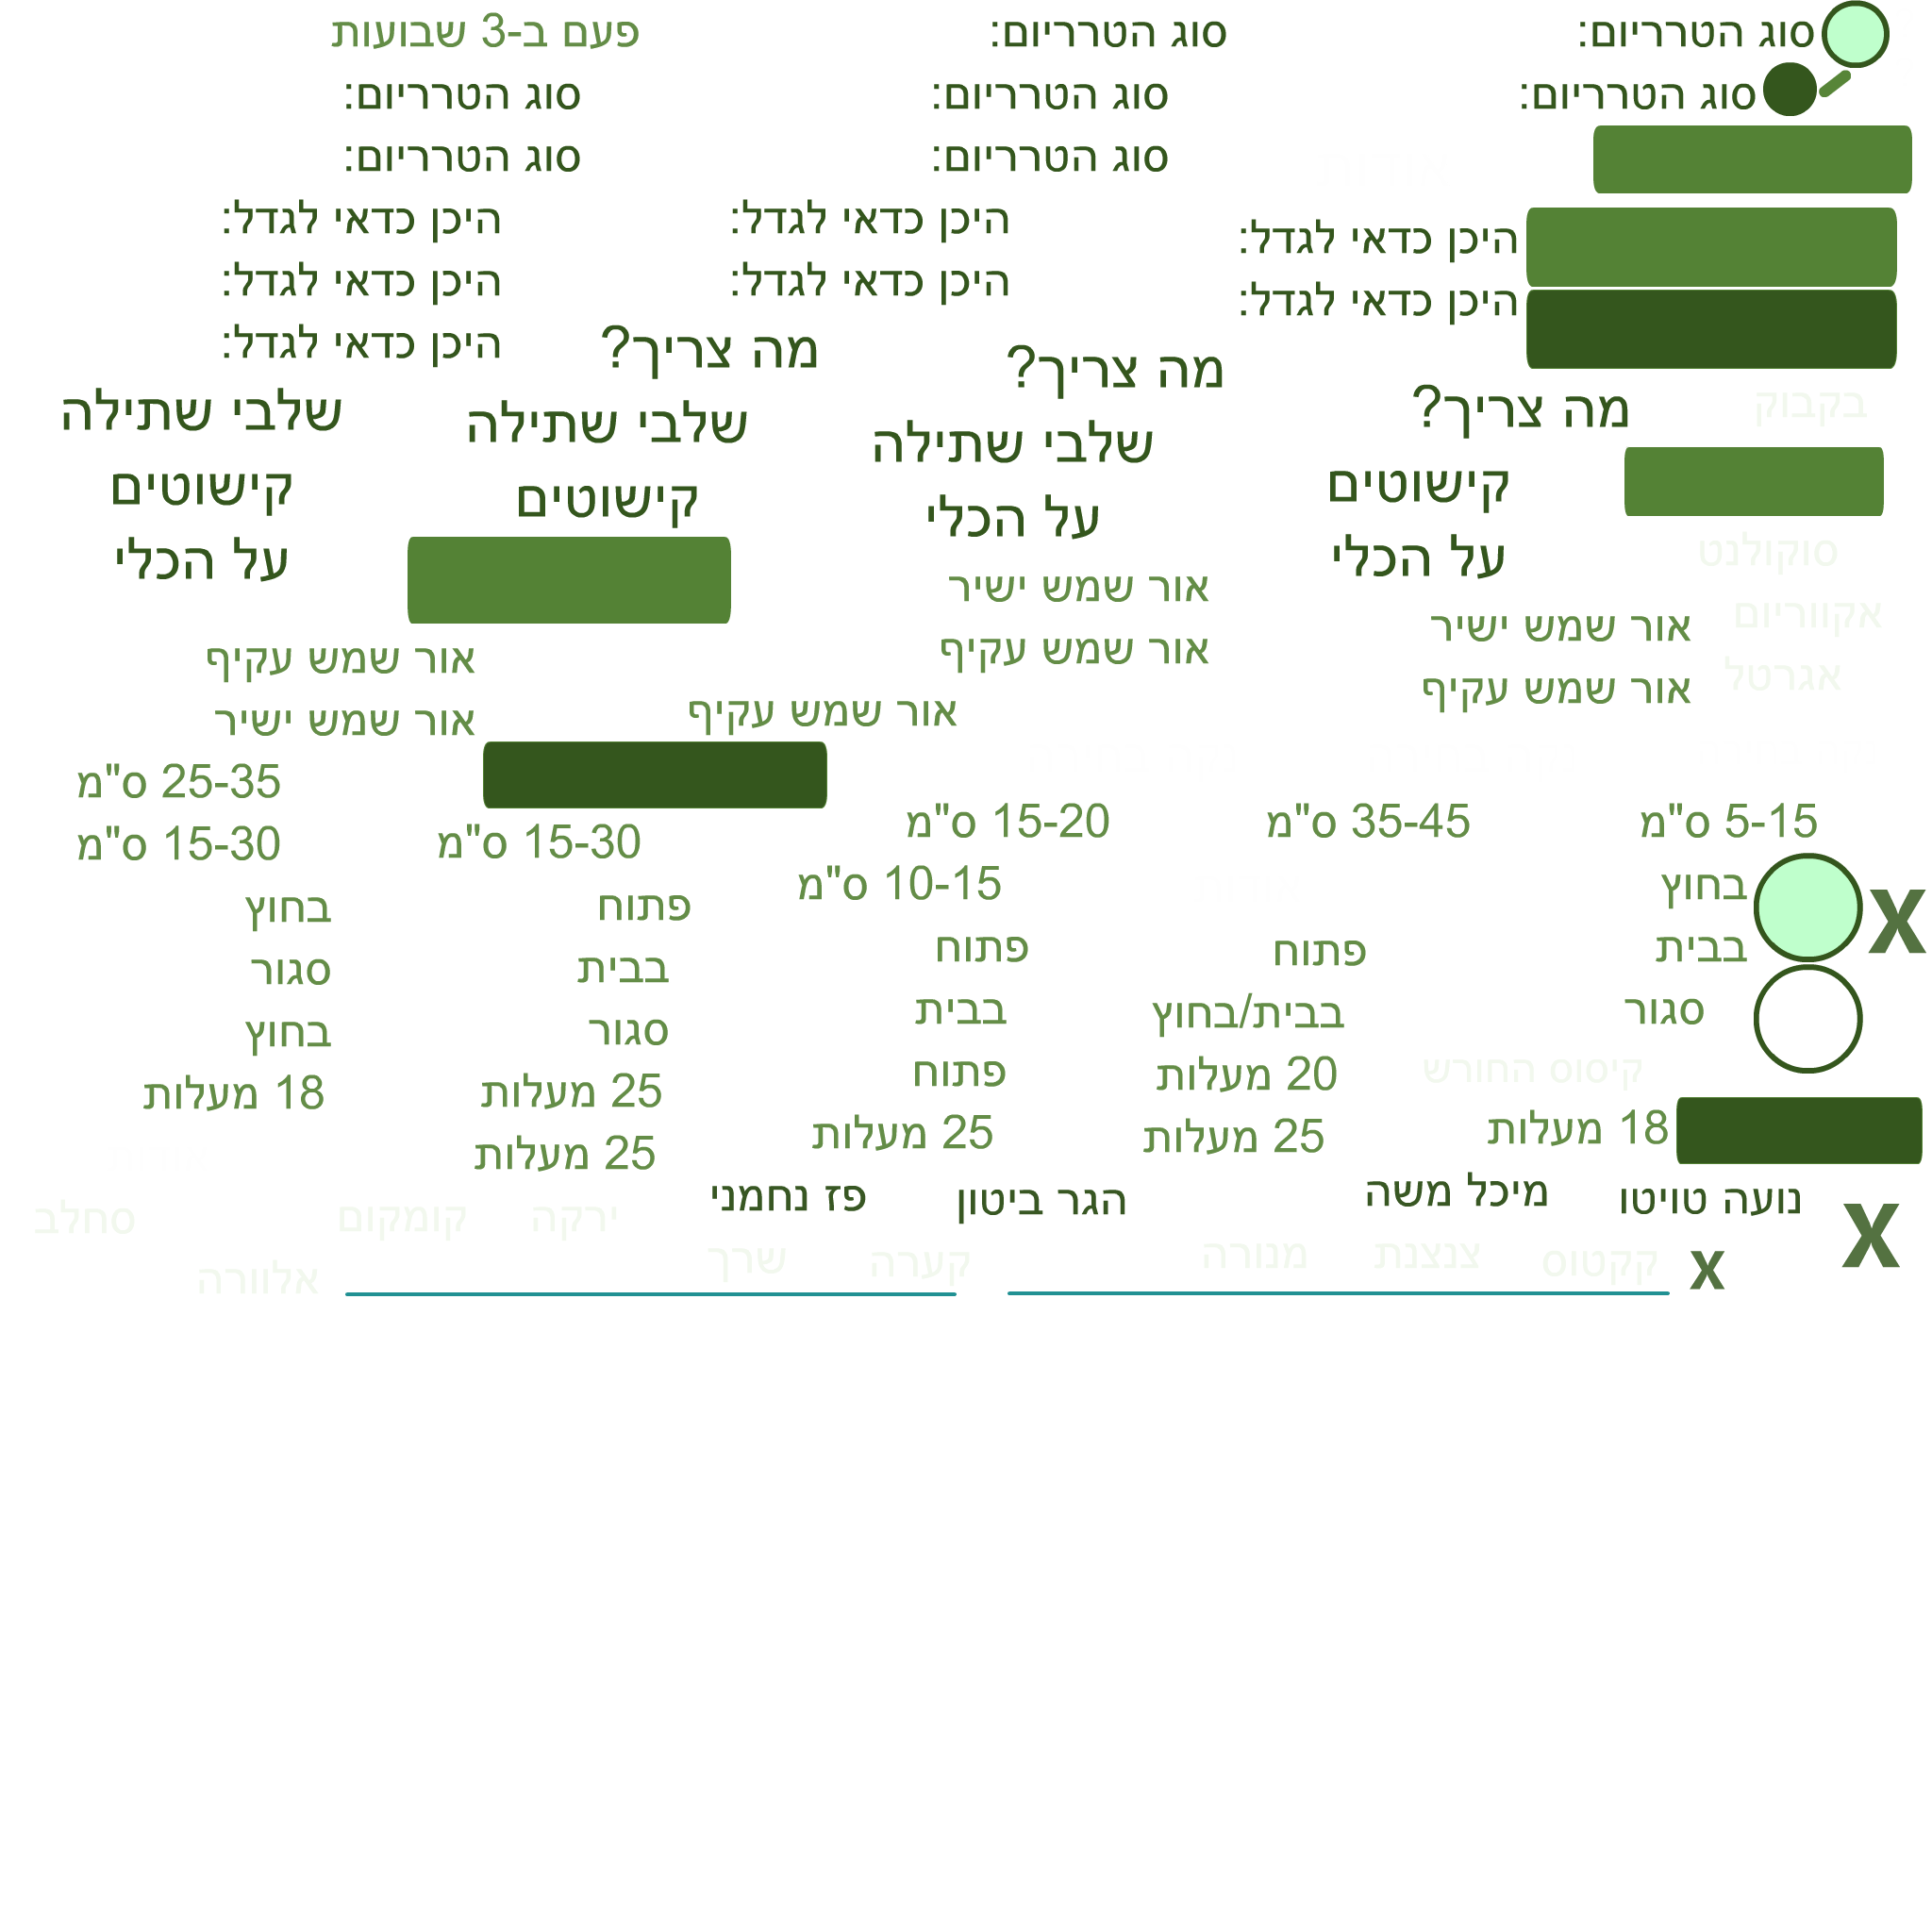 סוג הטרריום: סוג הטרריום: פעם ב-3 שבועות
סוג הטרריום: סוג הטרריום: סוג הטרריום:
סוג הטרריום: סוג הטרריום:
היכן כדאי לגדל: היכן כדאי לגדל: היכן כדאי לגדל:
היכן כדאי לגדל: היכן כדאי לגדל: היכן כדאי לגדל:
מה צריך? מה צריך? היכן כדאי לגדל:
בקבוק מה צריך? שלבי שתילה שלבי שתילה שלבי שתילה
קישוטים על הכלי קישוטים קישוטים
סוקולנט על הכלי אור שמש ישיר על הכלי
אקווריום אור שמש ישיר אור שמש עקיף אור שמש עקיף
אגרטל אור שמש עקיף אור שמש עקיף אור שמש ישיר
5-15 ס"מ 35-45 ס"מ 15-20 ס"מ 25-35 ס"מ
10-15 ס"מ 15-30 ס"מ 15-30 ס"מ
X בחוץ פתוח בחוץ
בבית פתוח פתוח בבית סגור
סגור בבית/בחוץ בבית סגור בחוץ
קיסוס החורש 20 מעלות פתוח 25 מעלות 18 מעלות
18 מעלות 25 מעלות 25 מעלות 25 מעלות
נועה טויטו מיכל משה הגר ביטון פז נחמני
X ירקה קומקום סחלב
x קקטוס צנצנת מנורה קערה שרך אלוורה